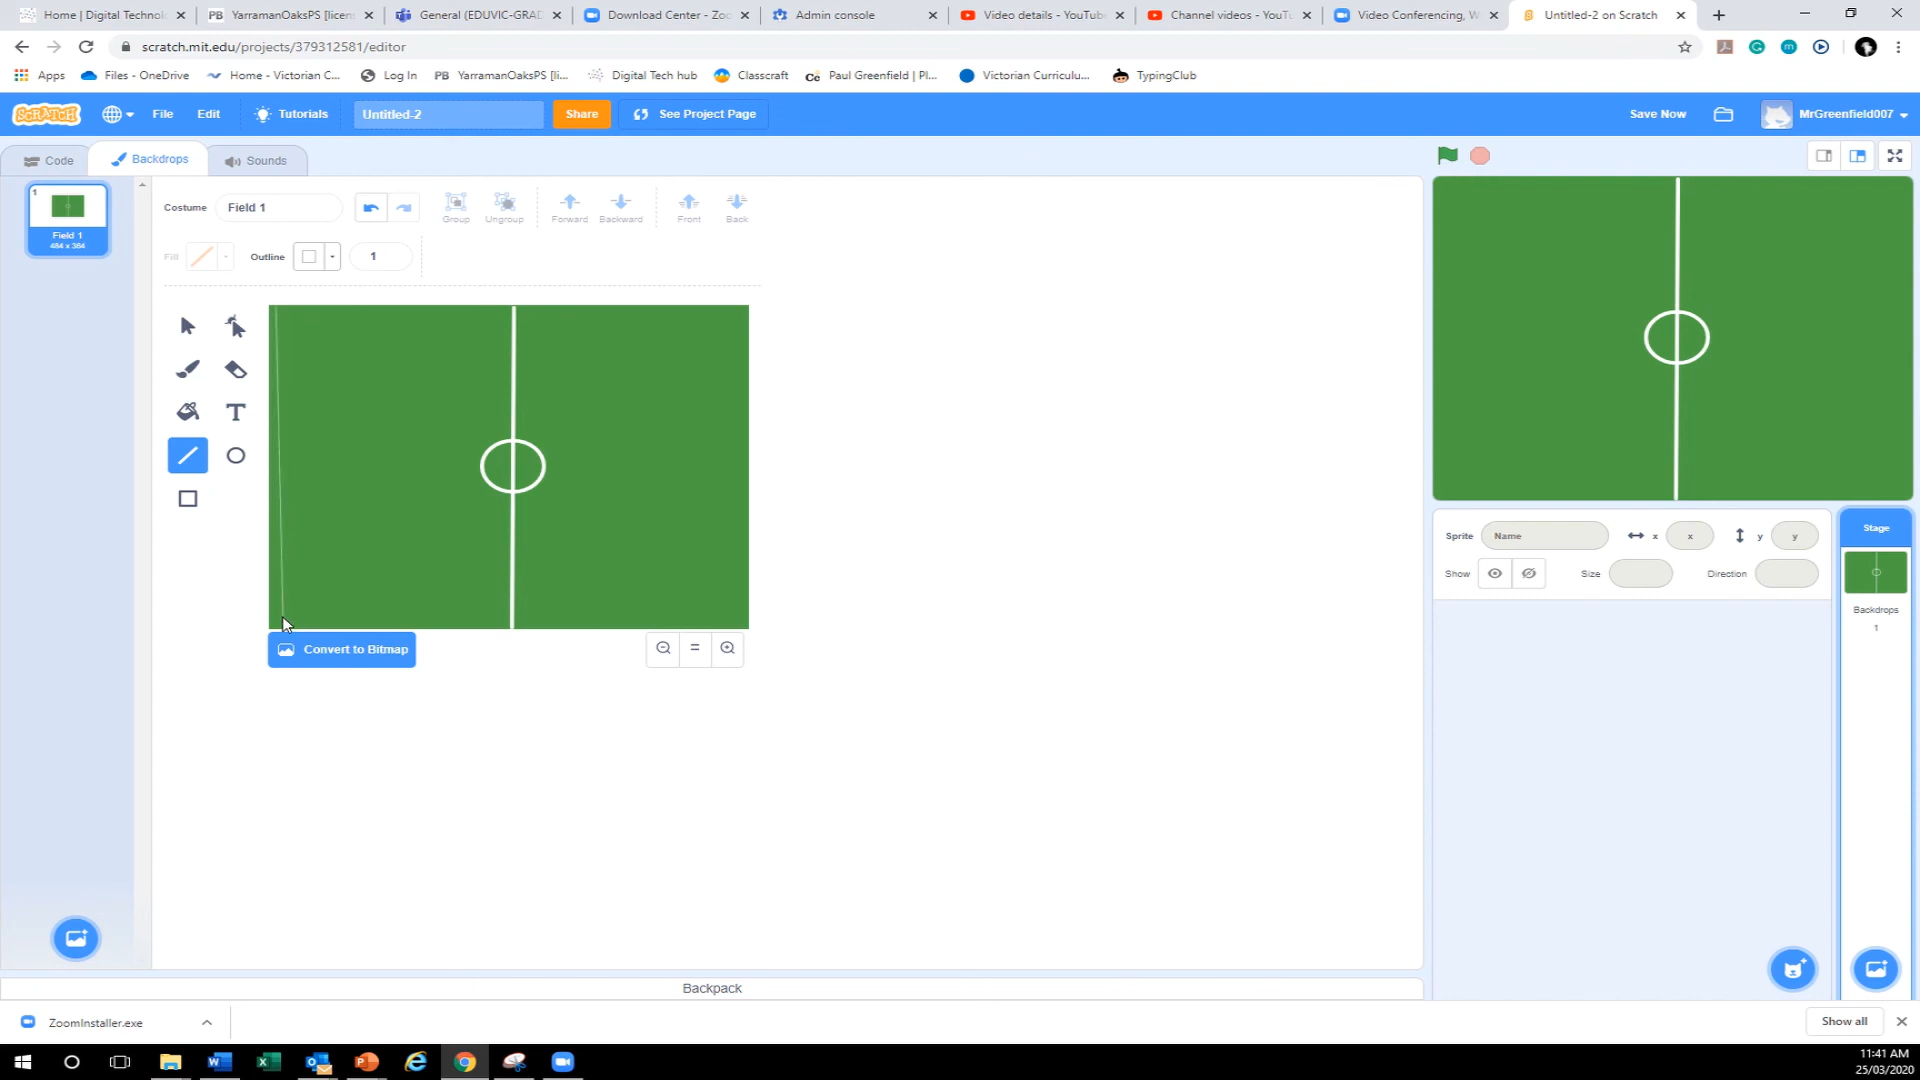 Home | Digital Technol
YarramanOaksPS [licen
General (EDUVIC-GRAD
Download Center - Zoo
Admin console
Video details - YouTube
Channel videos - YouTu
Video Conferencing, W
Untitled-2 on Scratch
scratch.mit.edu/projects/379312581/editor
Apps
Files - OneDrive
Home - Victorian C...
Log In
PB YarramanOaksPS [li...
Digital Tech hub
Classcraft
Paul Greenfield | Pl...
Victorian Curriculu...
TypingClub
SCRATCH
File
Edit
Tutorials
Untitled-2
Share
See Project Page
Save Now
MrGreenfield007
Code
Backdrops
Sounds
1
Field 1
484 x 364
Costume
Field 1
Group
Ungroup
Forward
Backward
Front
Back
Fill
Outline
1
T
Convert to Bitmap
=
Sprite
Name
x
x
y
y
Show
Size
Direction
Stage
Backdrops
1
Backpack
ZoomInstaller.exe
Show all
11:41 AM
25/03/2020